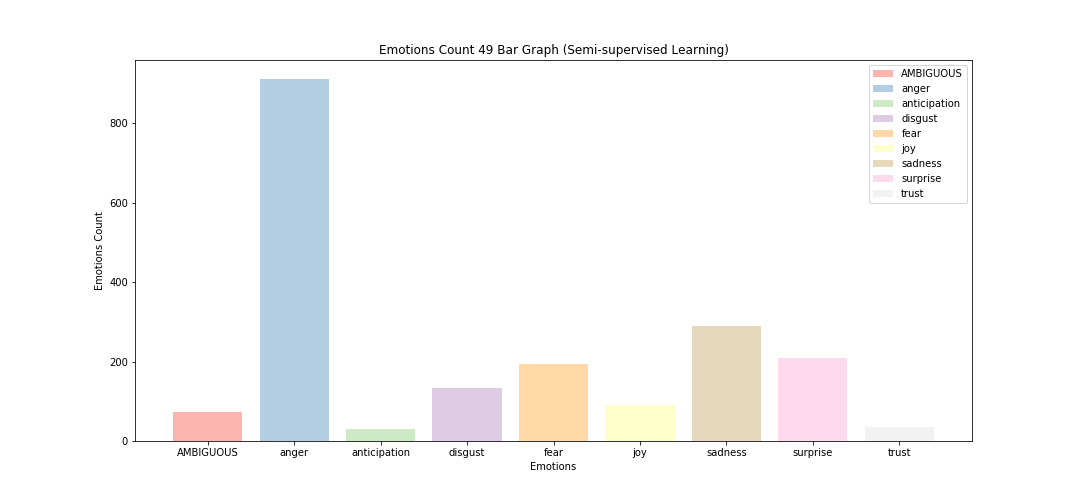 Emotions Count 49 Bar Graph (Semi-supervised Learning)
AMBIGUOUS
anger
anticipation
disgust
fear
joy
sadness
surprise
trust
Emotions Count
800
600
400
200
0
AMBIGUOUS anger anticipation disgust fear joy sadness surprise trust
Emotions